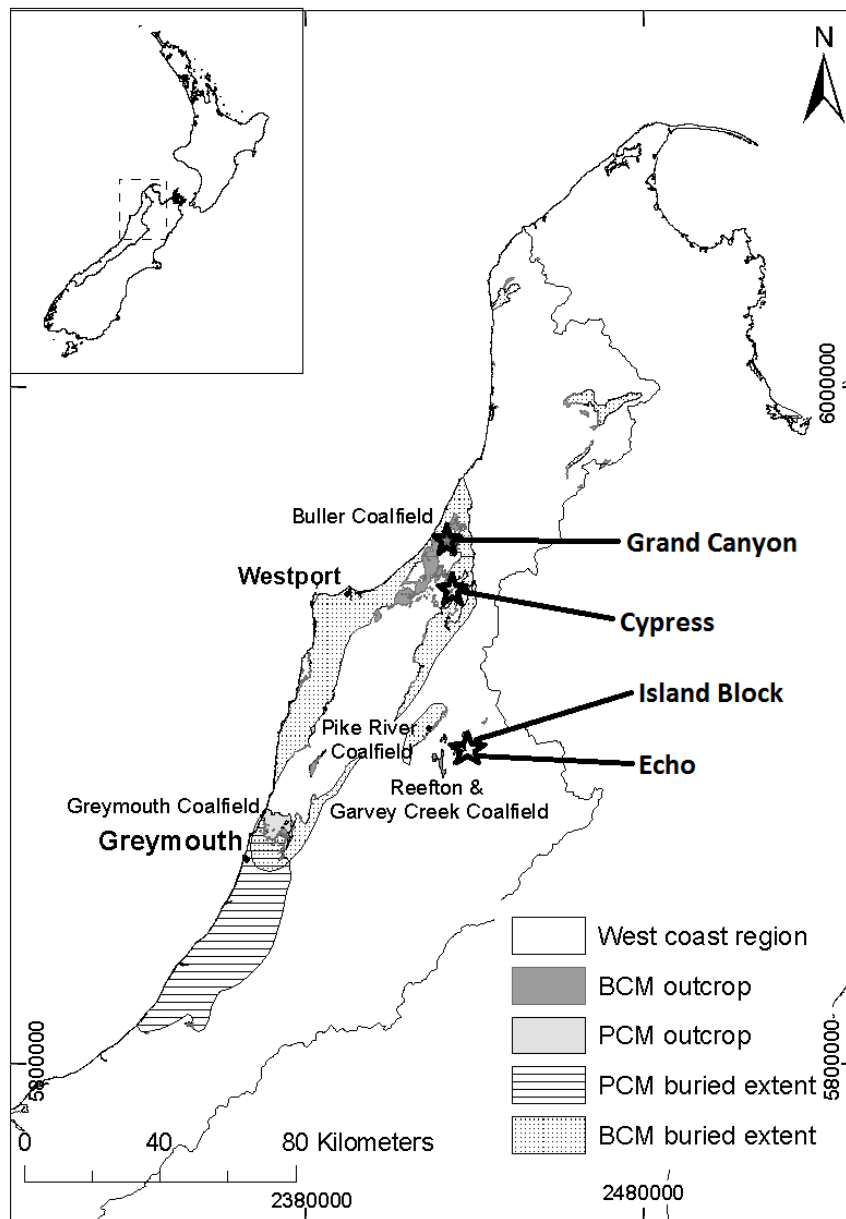 N
6000000
Buller Coalfield
Grand Canyon
Westport
Cypress
Island Block
Pike River
Coalfield
Echo
Reefton &
Garvey Creek Coalfield
Greymouth Coalfield
Greymouth
West coast region
BCM outcrop
PCM outcrop
PCM buried extent
BCM buried extent
5800000
5800000
0 40 80 Kilometers
2380000
2480000